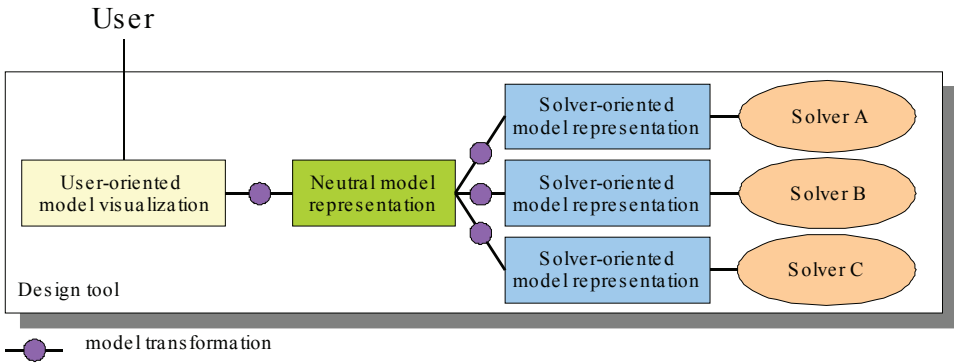 User
Solver-oriented
model representation
Solver A
User-oriented
model visualization
Neutral model
representation
Solver-oriented
model representation
Solver B
Solver-oriented
model representation
Solver C
Design tool
model transformation